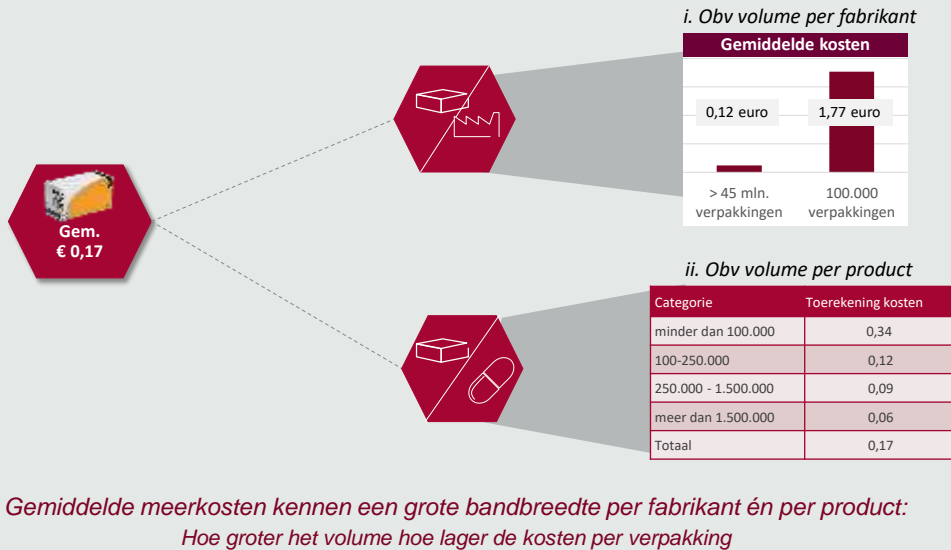 i. Obv volume per fabrikant
Gemiddelde kosten
0,12 euro 1,77 euro
> 45 mln. 100.000
verpakkingen verpakkingen
Gem.
€ 0,17
ii. Obv volume per product
Categorie Toerekening kosten
minder dan 100.000 0,34
100-250.000 0,12
250.000 - 1.500.000 0,09
meer dan 1.500.000 0,06
Totaal 0,17
Gemiddelde meerkosten kennen een grote bandbreedte per fabrikant én per product:
Hoe groter het volume hoe lager de kosten per verpakking